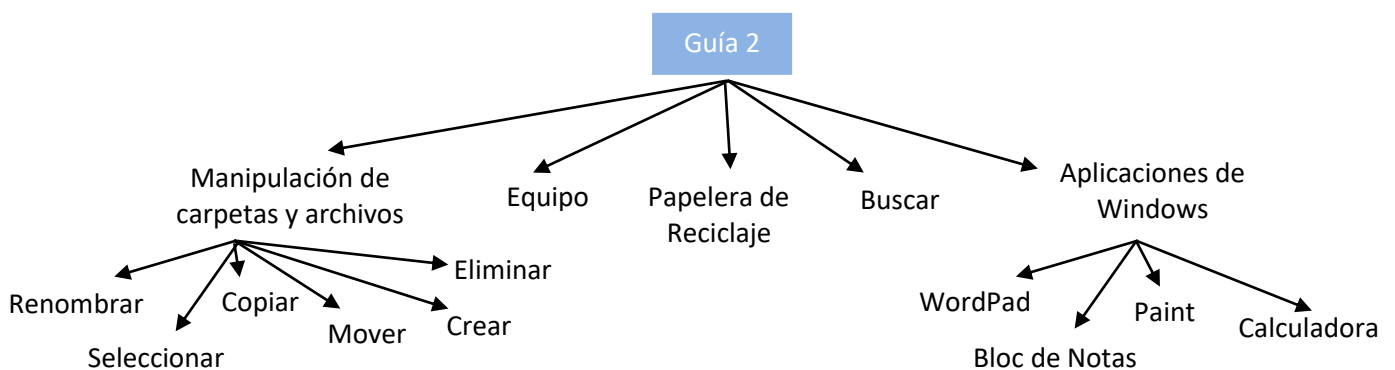 Guía 2
Manipulación de
carpetas y archivos
Equipo
Papelera de
Reciclaje
Buscar
Aplicaciones de
Windows
Renombrar
Seleccionar
Copiar
Mover
Crear
Eliminar
WordPad
Bloc de Notas
Paint
Calculadora